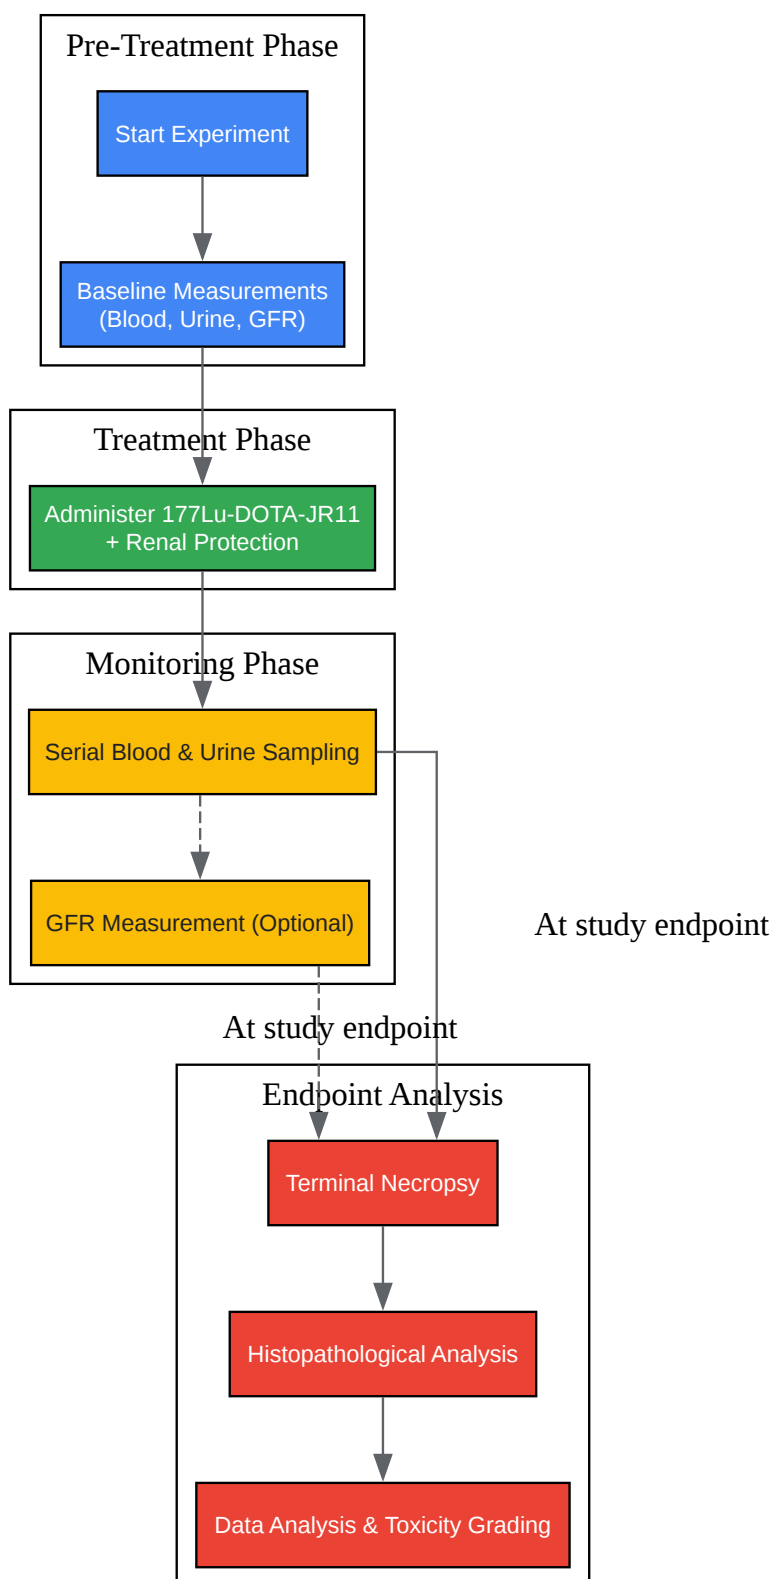 Pre-Treatment Phase
Start Experiment
Baseline Measurements
(Blood, Urine, GFR)
Treatment Phase
Administer 177Lu-DOTA-JR11
+ Renal Protection
Monitoring Phase
Serial Blood & Urine Sampling
GFR Measurement (Optional)
At study endpoint
At study endpoint
Endpoint Analysis
Terminal Necropsy
Histopathological Analysis
Data Analysis & Toxicity Grading